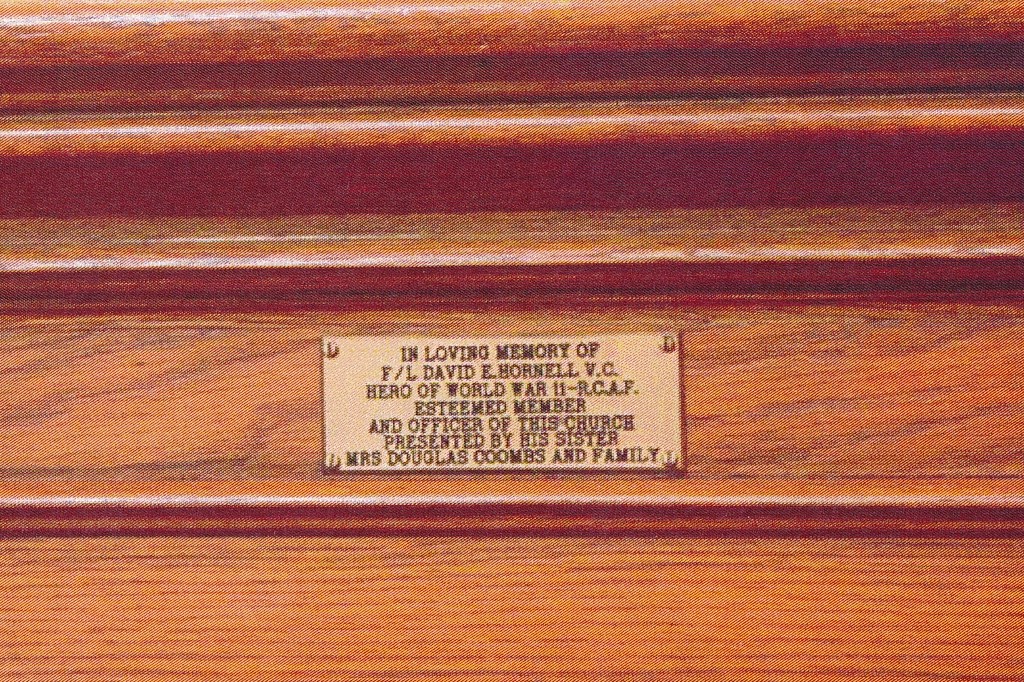 IN LOVING MEMORY OF
F/L DAVID E.HORNELL V.C.
HERO OF WORLD WAR 11-R.C.A.F.
ESTEEMED MEMBER
AND OFFICER OF THIS CHURCH
PRESENTED BY HIS SISTER
MRS DOUGLAS COOMBS AND FAMILY